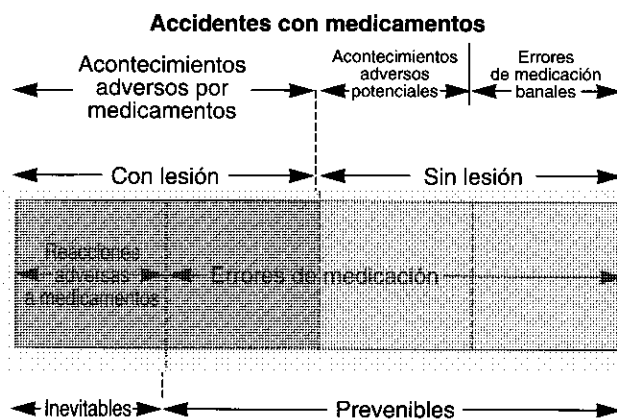 Accidentes con medicamentos
Acontecimientos
adversos por
medicamentos
Acontecimientos
adversos
potenciales
Errores
de medicación
banales
Con lesión
Sin lesión
Reacciones
adversas
a medicamentos
Errores de medicación
Inevitables
Prevenibles